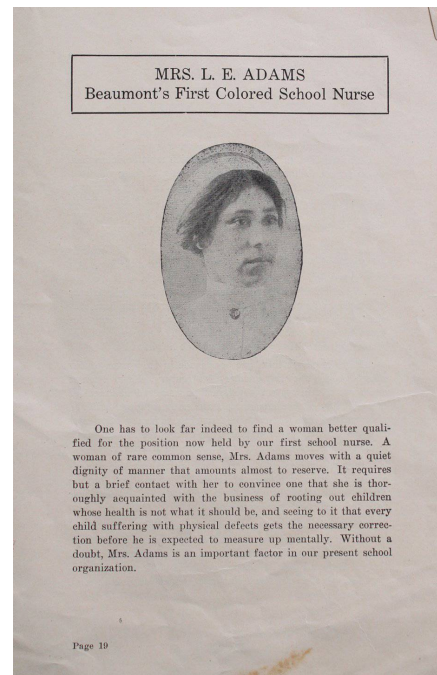 MRS. L. E. ADAMS
Beaumont's First Colored School Nurse
One has to look far indeed to find a woman better quali-
fied for the position now held by our first school nurse. A
woman of rare common sense, Mrs. Adams moves with a quiet
dignity of manner that amounts almost to reserve. It requires
but a brief contact with her to convince one that she is thor-
oughly acquainted with the business of rooting out children
whose health is not what it should be, and seeing to it that every
child suffering with physical defects gets the necessary correc-
tion before he is expected to measure up mentally. Without a
doubt, Mrs. Adams is an important factor in our present school
organization.
Page 19